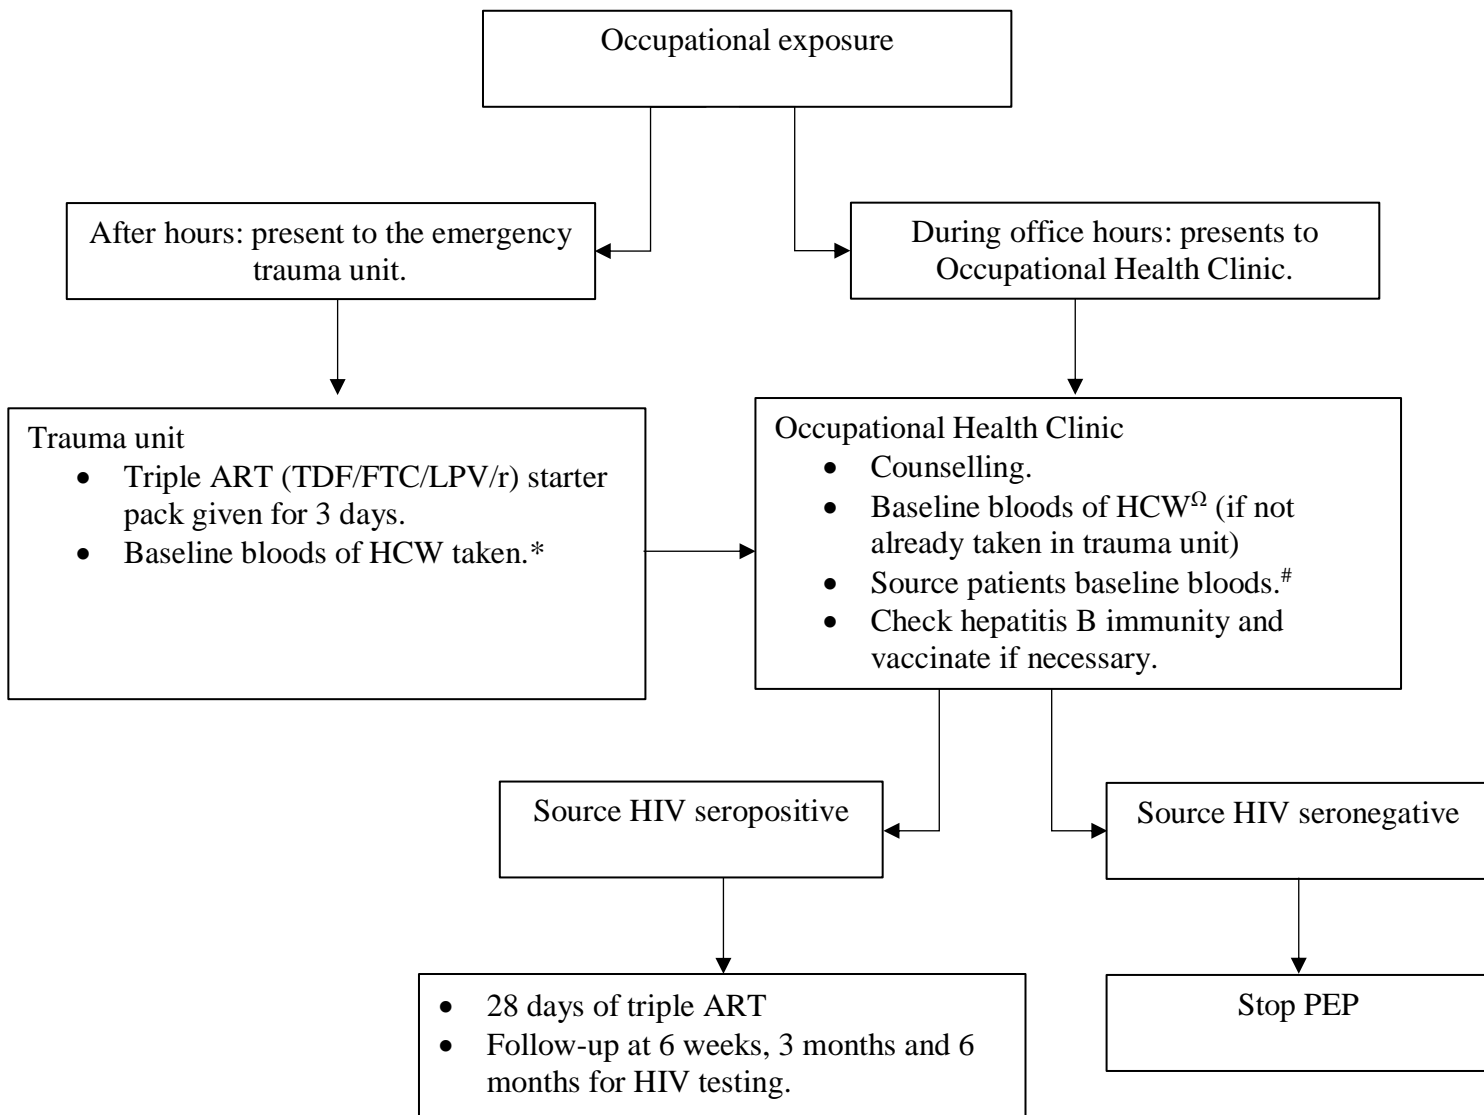 Occupational exposure
After hours: present to the emergency
trauma unit.
During office hours: presents to
Occupational Health Clinic.
Trauma unit
• Triple ART (TDF/FTC/LPV/r) starter
pack given for 3 days.
• Baseline bloods of HCW taken.*
Occupational Health Clinic
• Counselling.
• Baseline bloods of HCWΩ (if not
already taken in trauma unit)
• Source patients baseline bloods.#
• Check hepatitis B immunity and
vaccinate if necessary.
Source HIV seropositive
Source HIV seronegative
• 28 days of triple ART
• Follow-up at 6 weeks, 3 months and 6
months for HIV testing.
Stop PEP